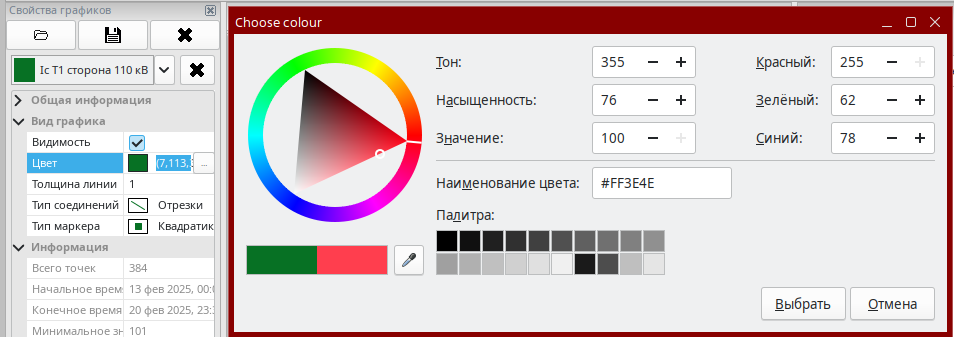 Свойства графиков
Ic T1 сторона 110 кВ
Общая информация
Вид графика
Видимость
Цвет (7,113,
...
Толщина линии 1
Тип соединений Отрезки
Тип маркера Квадратик
Информация
Всего точек 384
Начальное врем 13 фев 2025, 00:
Конечное время 20 фев 2025, 23:
Минимальное зн 101
Choose colour
Тон: 355
Красный: 255
Насыщенность: 76
Зелёный: 62
Значение: 100
Синий: 78
Наименование цвета: #FF3E4E
Палитра:
Выбрать
Отмена